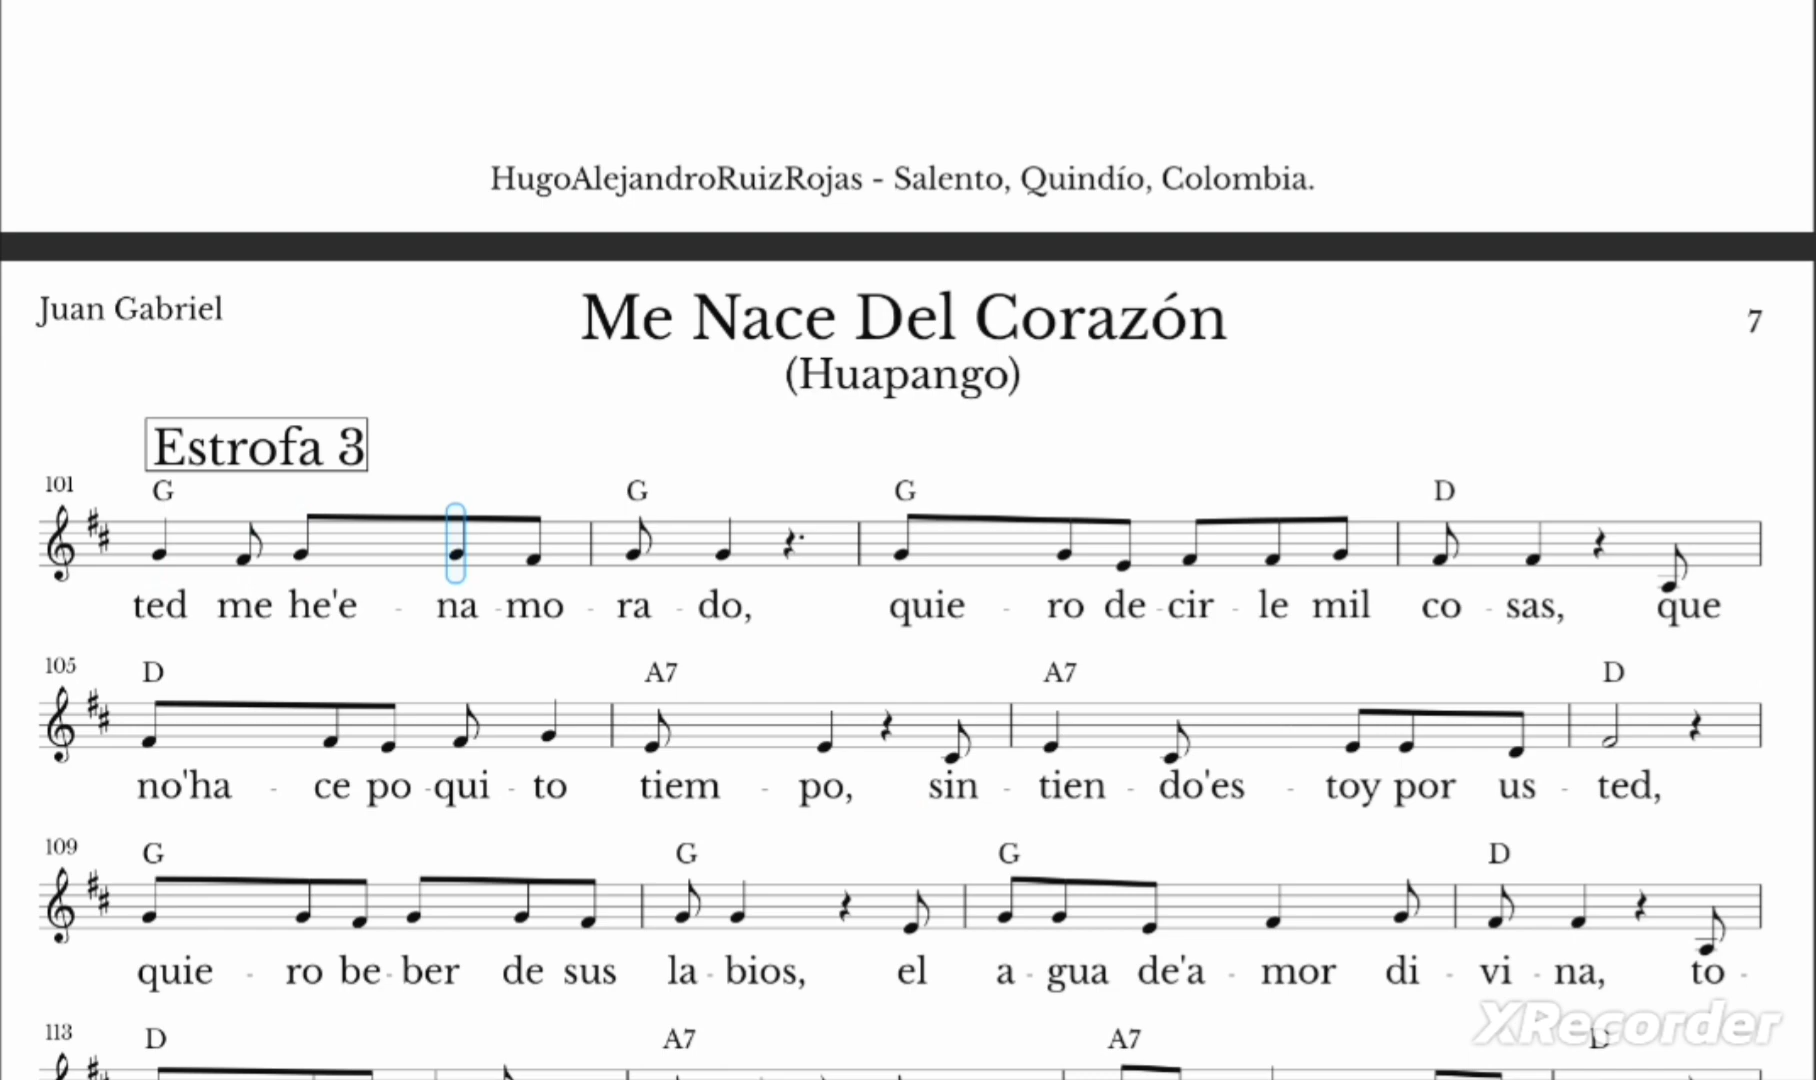 HugoAlejandroRuizRojas - Salento, Quindío, Colombia.
Juan Gabriel
Me Nace Del Corazón
7
(Huapango)
Estrofa 3
101
G G G D
ted me he'e - na - mo - ra - do, quie - ro de - cir - le mil co - sas, que
105
D A7 A7 D
no'ha - ce po - qui - to tiem - po, sin - tien - do'es - toy por us - ted,
109
G G G D
quie - ro be - ber de sus la - bios, el a - gua de'a - mor di - vi - na, to -
113
D A7 A7 D
XRecorder